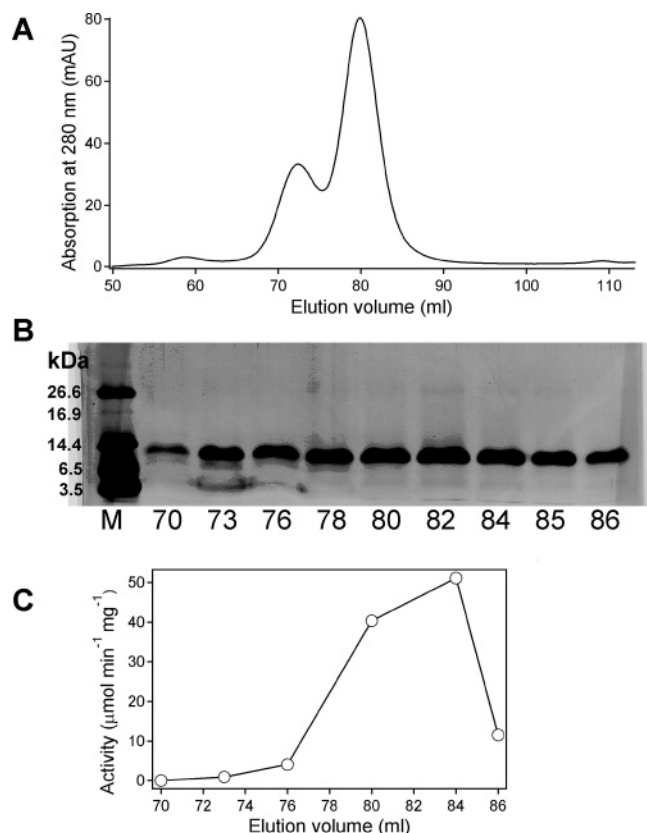 A
Absorption at 280 nm (mAU)
80
60
40
20
0
50 60 70 80 90 100 110
Elution volume (ml)
B
kDa
26.6
16.9
14.4
6.5
3.5
M 70 73 76 78 80 82 84 85 86
C
Activity (μmol min⁻¹ mg⁻¹)
50
40
30
20
10
0
70 72 74 76 78 80 82 84 86
Elution volume (ml)